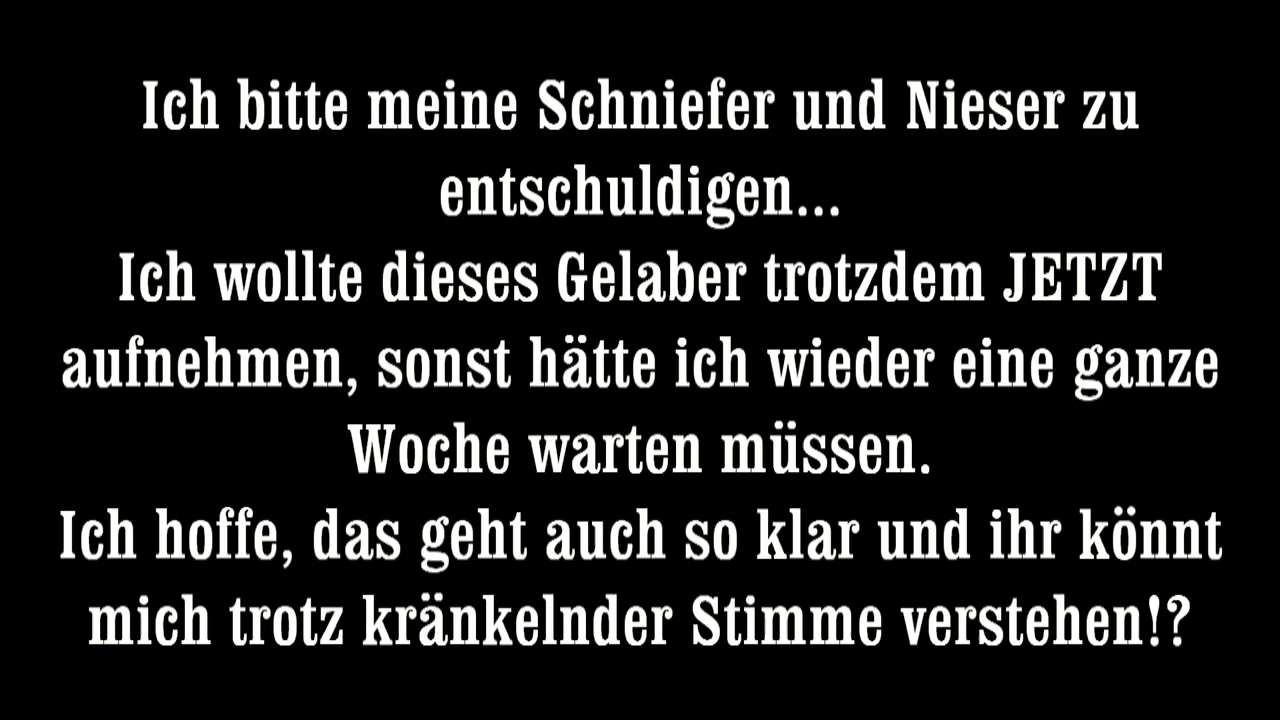 Ich bitte meine Schniefer und Nieser zu
entschuldigen...
Ich wollte dieses Gelaber trotzdem JETZT
aufnehmen, sonst hätte ich wieder eine ganze
Woche warten müssen.
Ich hoffe, das geht auch so klar und ihr könnt
mich trotz kränkelnder Stimme verstehen!?